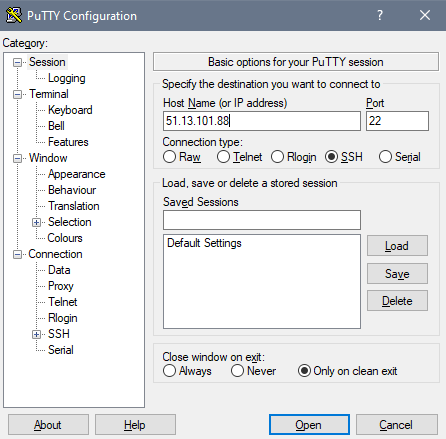 PuTTY Configuration
?
Category:
Session
Logging
Terminal
Keyboard
Bell
Features
Window
Appearance
Behaviour
Translation
Selection
Colours
Connection
Data
Proxy
Telnet
Rlogin
SSH
Serial
Basic options for your PuTTY session
Specify the destination you want to connect to
Host Name (or IP address) Port
51.13.101.88 22
Connection type:
Raw Telnet Rlogin SSH Serial
Load, save or delete a stored session
Saved Sessions
Default Settings
Load
Save
Delete
Close window on exit:
Always Never Only on clean exit
About Help Open Cancel